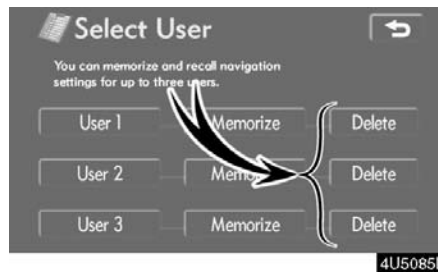 Select User
You can memorize and recall navigation
settings for up to three users.
User 1 Memorize Delete
User 2 Memorize Delete
User 3 Memorize Delete
4U5085